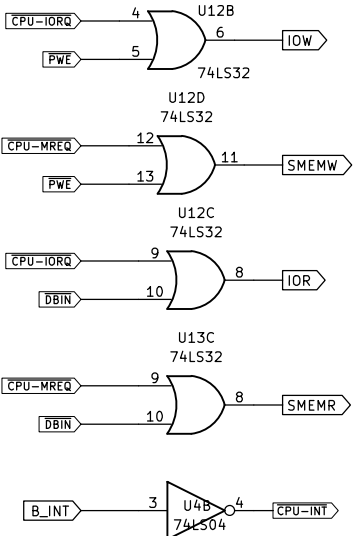 U12B
CPU-IORQ 4 6 IOW
PWE 5
74LS32
U12D
74LS32
CPU-MREQ 12 11 SMEMW
PWE 13
U12C
74LS32
CPU-IORQ 9 8 IOR
DBIN 10
U13C
74LS32
CPU-MREQ 9 8 SMEMR
DBIN 10
B_INT 3 U4B 4 CPU-INT
74LS04